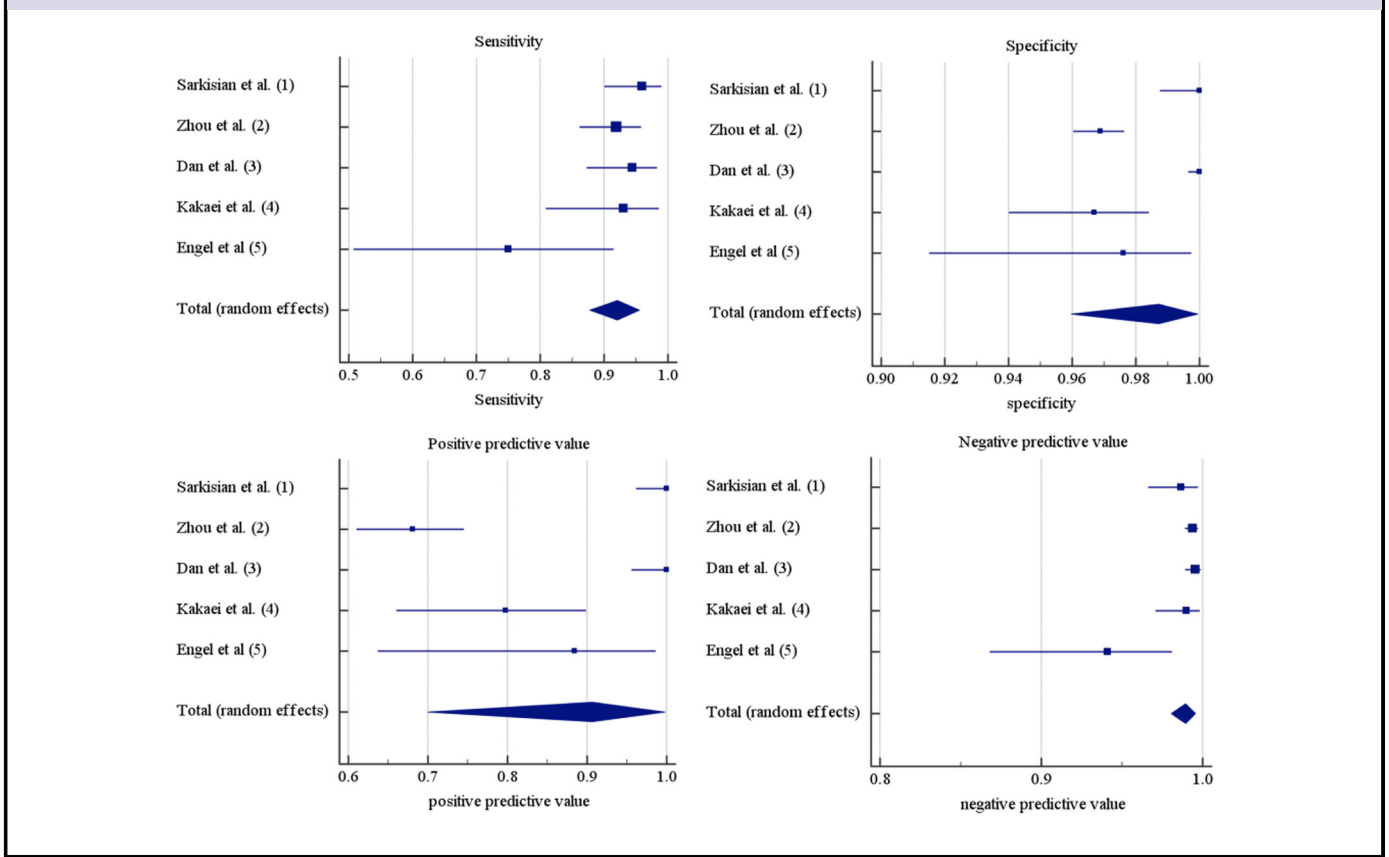 Sensitivity
Sarkisian et al. (1)
Zhou et al. (2)
Dan et al. (3)
Kakaei et al. (4)
Engel et al (5)
Total (random effects)
0.5 0.6 0.7 0.8 0.9 1.0
Sensitivity
Specificity
Sarkisian et al. (1)
Zhou et al. (2)
Dan et al. (3)
Kakaei et al. (4)
Engel et al (5)
Total (random effects)
0.90 0.92 0.94 0.96 0.98 1.00
specificity
Positive predictive value
Sarkisian et al. (1)
Zhou et al. (2)
Dan et al. (3)
Kakaei et al. (4)
Engel et al (5)
Total (random effects)
0.6 0.7 0.8 0.9 1.0
positive predictive value
Negative predictive value
Sarkisian et al. (1)
Zhou et al. (2)
Dan et al. (3)
Kakaei et al. (4)
Engel et al (5)
Total (random effects)
0.8 0.9 1.0
negative predictive value